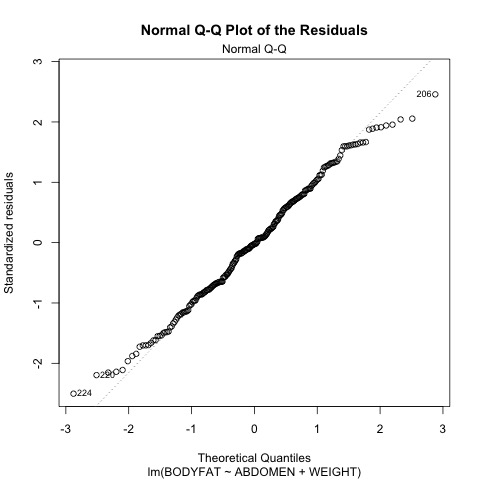 Normal Q-Q Plot of the Residuals
Normal Q-Q
3
2
1
0
-1
-2
Standardized residuals
206
224
-3 -2 -1 0 1 2 3
Theoretical Quantiles
lm(BODYFAT ~ ABDOMEN + WEIGHT)